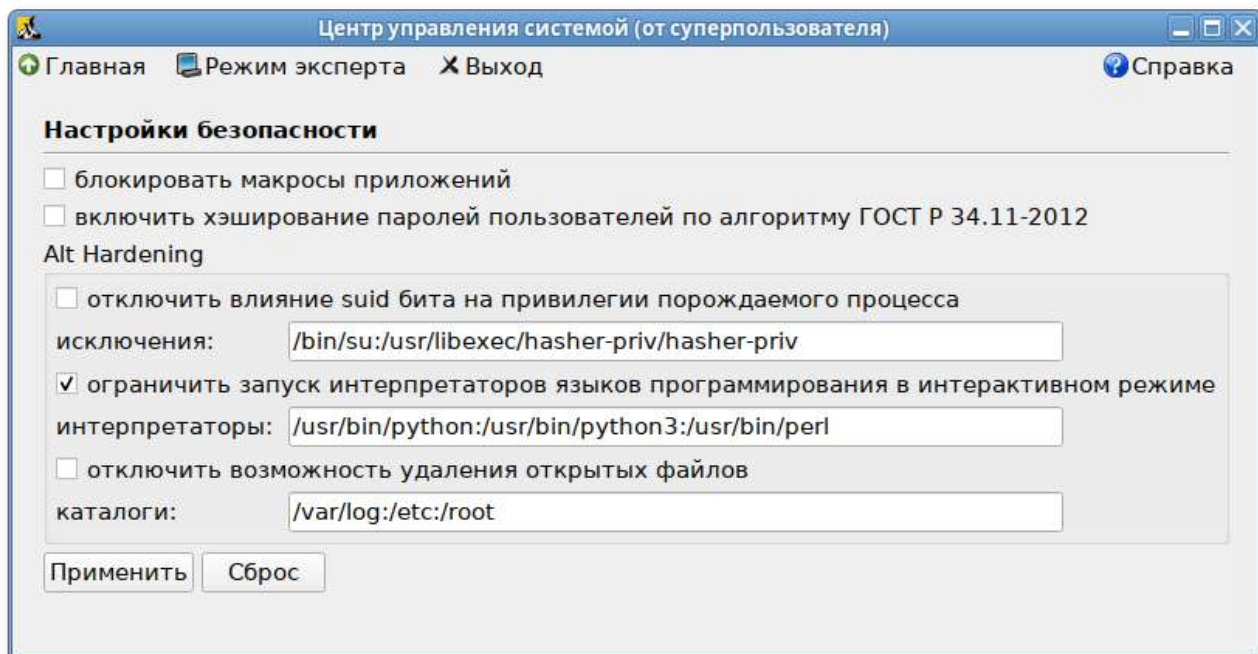 Центр управления системой (от суперпользователя)
Главная Режим эксперта Выход Справка
Настройки безопасности
блокировать макросы приложений
включить хэширование паролей пользователей по алгоритму ГОСТ Р 34.11-2012
Alt Hardening
отключить влияние suid бита на привилегии порождаемого процесса
исключения: /bin/su:/usr/libexec/hasher-priv/hasher-priv
ограничить запуск интерпретаторов языков программирования в интерактивном режиме
интерпретаторы: /usr/bin/python:/usr/bin/python3:/usr/bin/perl
отключить возможность удаления открытых файлов
каталоги: /var/log:/etc:/root
Применить Сброс